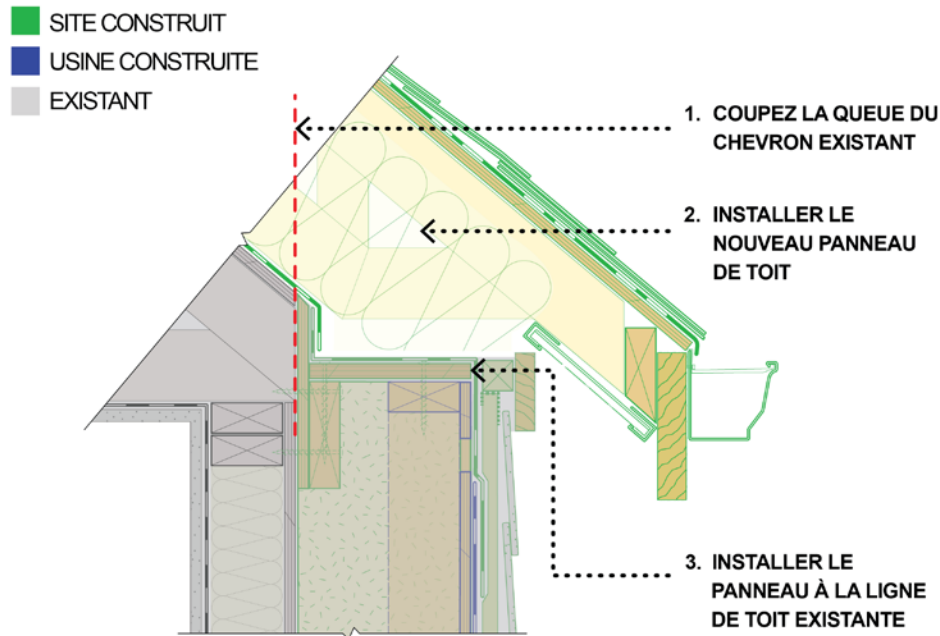 SITE CONSTRUIT
USINE CONSTRUITE
EXISTANT
1. COUPEZ LA QUEUE DU
CHEVRON EXISTANT
2. INSTALLER LE
NOUVEAU PANNEAU
DE TOIT
3. INSTALLER LE
PANNEAU À LA LIGNE
DE TOIT EXISTANTE